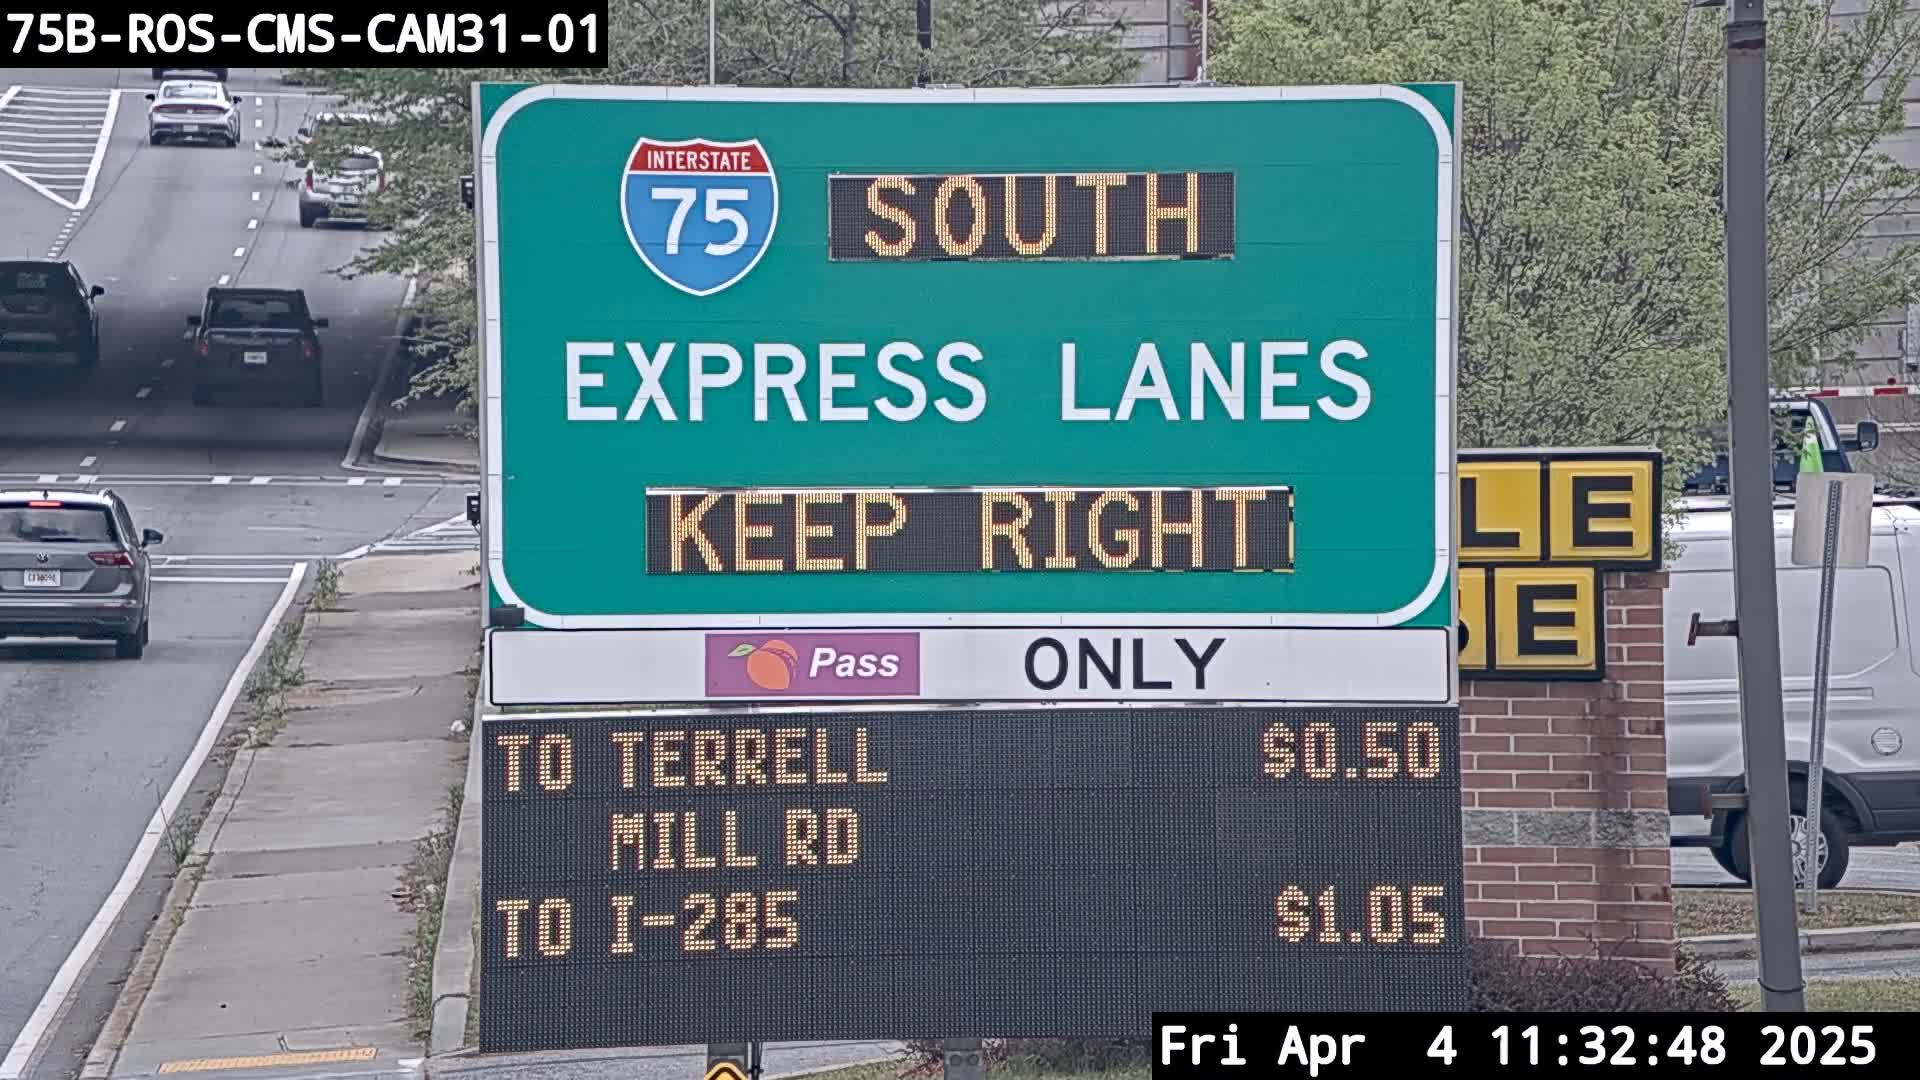 75B-ROS-CMS-CAM31-01
INTERSTATE
75
SOUTH
EXPRESS LANES
KEEP RIGHT
Pass ONLY
TO TERRELL $0.50
MILL RD
TO I-285 $1.05
LE
E
Fri Apr 4 11:32:48 2025